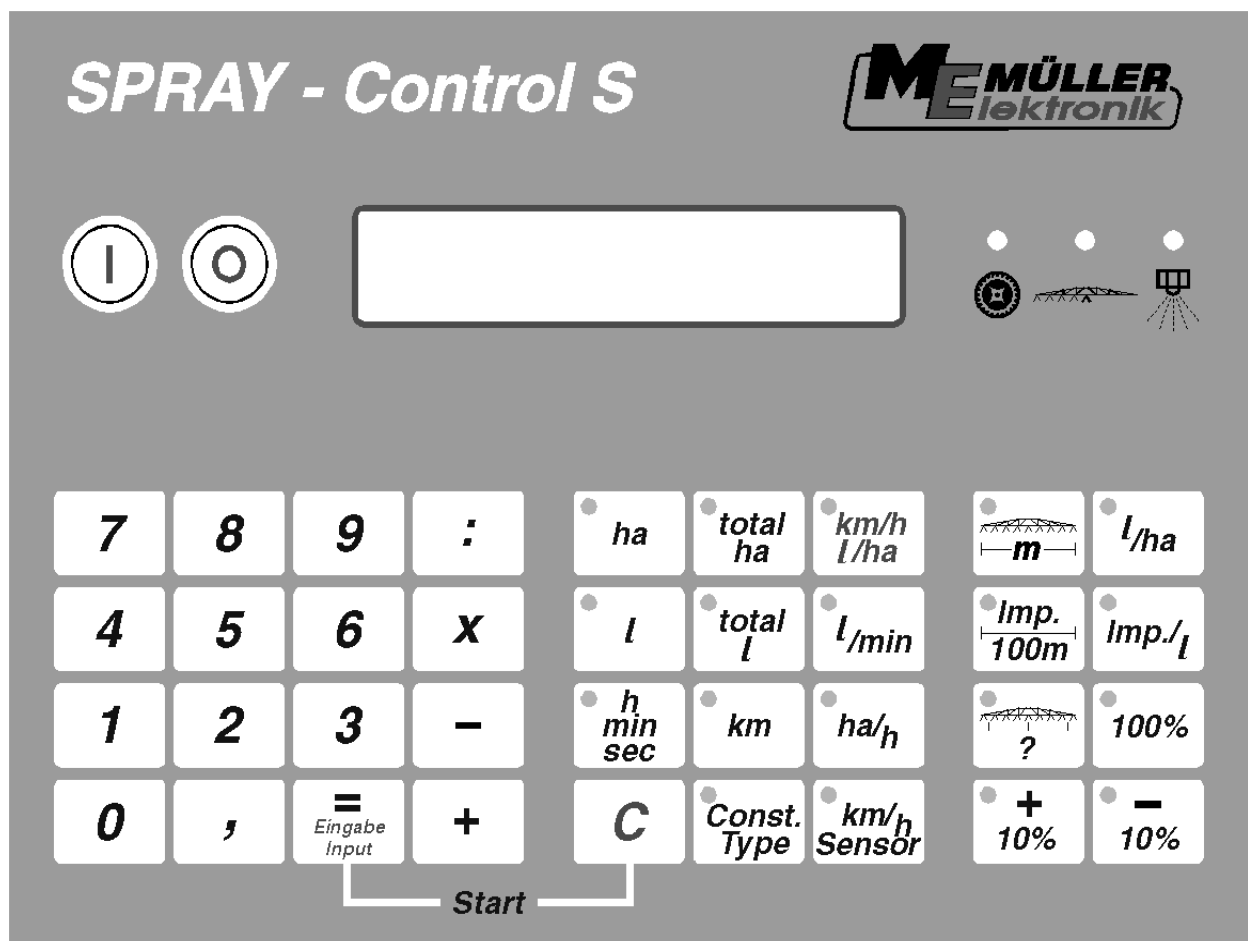 SPRAY - Control S
ME MÜLLER
Elektronik
I O
7 8 9 :
ha
total
ha
km/h
l/ha
m
l/ha
4 5 6 x
l
total
l
l/min
Imp.
100m
Imp./l
1 2 3 –
h
min
sec
km
ha/h
?
100%
0 , =
Eingabe
Input
+
C
Const.
Type
km/h
Sensor
+
10%
–
10%
Start